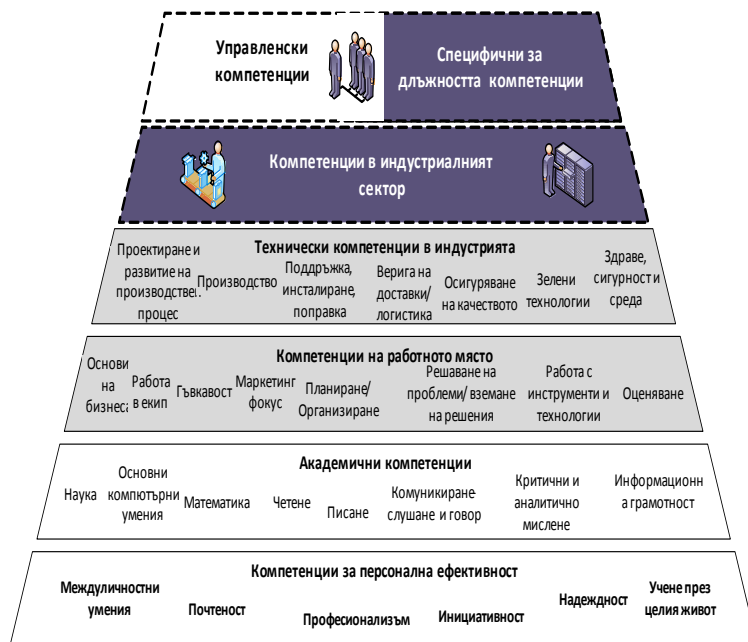 Управленски
компетенции
Специфични за
длъжността компетенции
Компетенции в индустриалният
сектор
Технически компетенции в индустрията
Проектиране и
развитие на
производствен
процес
Производство
Поддръжка,
инсталиране,
поправка
Верига на
доставки/
логистика
Осигуряване
на качеството
Зелени
технологии
Здраве,
сигурност и
среда
Компетенции на работното място
Основи
на
бизнеса
Работа
в екип
Гъвкавост
Маркетинг
фокус
Планиране/
Организиране
Решаване на
проблеми/ вземане
на решения
Работа с
инструменти и
технологии
Оценяване
Академични компетенции
Наука
Основни
компютърни
умения
Математика
Четене
Писане
Комуникиране
слушане и говор
Критични и
аналитично
мислене
Информационн
а грамотност
Компетенции за персонална ефективност
Междуличностни
умения
Почтеност
Професионализъм
Инициативност
Надеждност
Учене през
целия живот